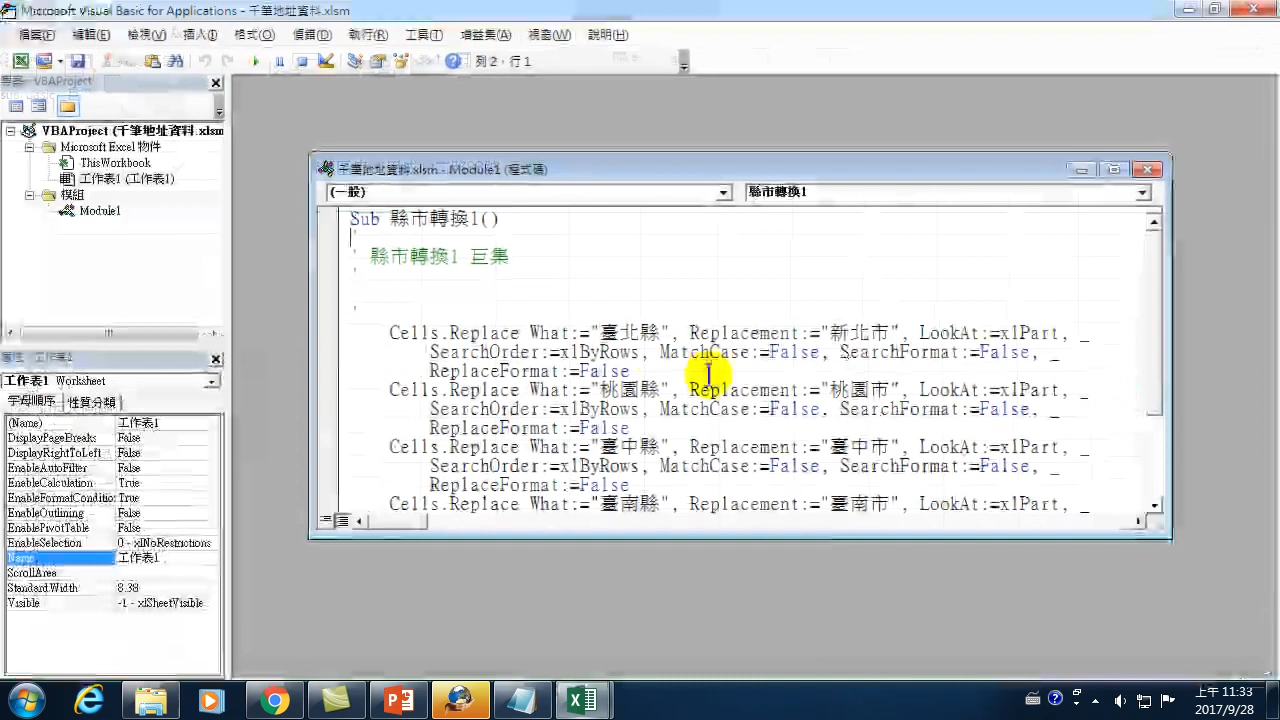 Microsoft Visual Basic for Applications - 千筆地址資料.xlsm
檔案(F) 編輯(E) 檢視(V) 插入(I) 格式(O) 偵錯(D) 執行(R) 工具(T) 增益集(A) 視窗(W) 說明(H)
列 2，行 1
專案 - VBAProject
VBAProject (千筆地址資料.xlsm
Microsoft Excel 物件
ThisWorkbook
工作表1 (工作表1)
模組
Module1
屬性 - 工作表1
工作表1 Worksheet
字母順序 性質分類
(Name) 工作表1
DisplayPageBreaks False
DisplayRightToLeft False
EnableAutoFilter False
EnableCalculation True
EnableFormatConditio True
EnableOutlining False
EnablePivotTable False
EnableSelection 0 - xlNoRestrictions
Name 工作表1
ScrollArea
StandardWidth 8.38
Visible -1 - xlSheetVisible
千筆地址資料.xlsm - Module1 (程式碼)
(一般) 縣市轉換1
Sub 縣市轉換1()
'
' 縣市轉換1 巨集
'

'
Cells.Replace What:="臺北縣", Replacement:="新北市", LookAt:=xlPart, _
SearchOrder:=xlByRows, MatchCase:=False, SearchFormat:=False, _
ReplaceFormat:=False
Cells.Replace What:="桃園縣", Replacement:="桃園市", LookAt:=xlPart, _
SearchOrder:=xlByRows, MatchCase:=False, SearchFormat:=False, _
ReplaceFormat:=False
Cells.Replace What:="臺中縣", Replacement:="臺中市", LookAt:=xlPart, _
SearchOrder:=xlByRows, MatchCase:=False, SearchFormat:=False, _
ReplaceFormat:=False
Cells.Replace What:="臺南縣", Replacement:="臺南市", LookAt:=xlPart, _
上午 11:33
2017/9/28